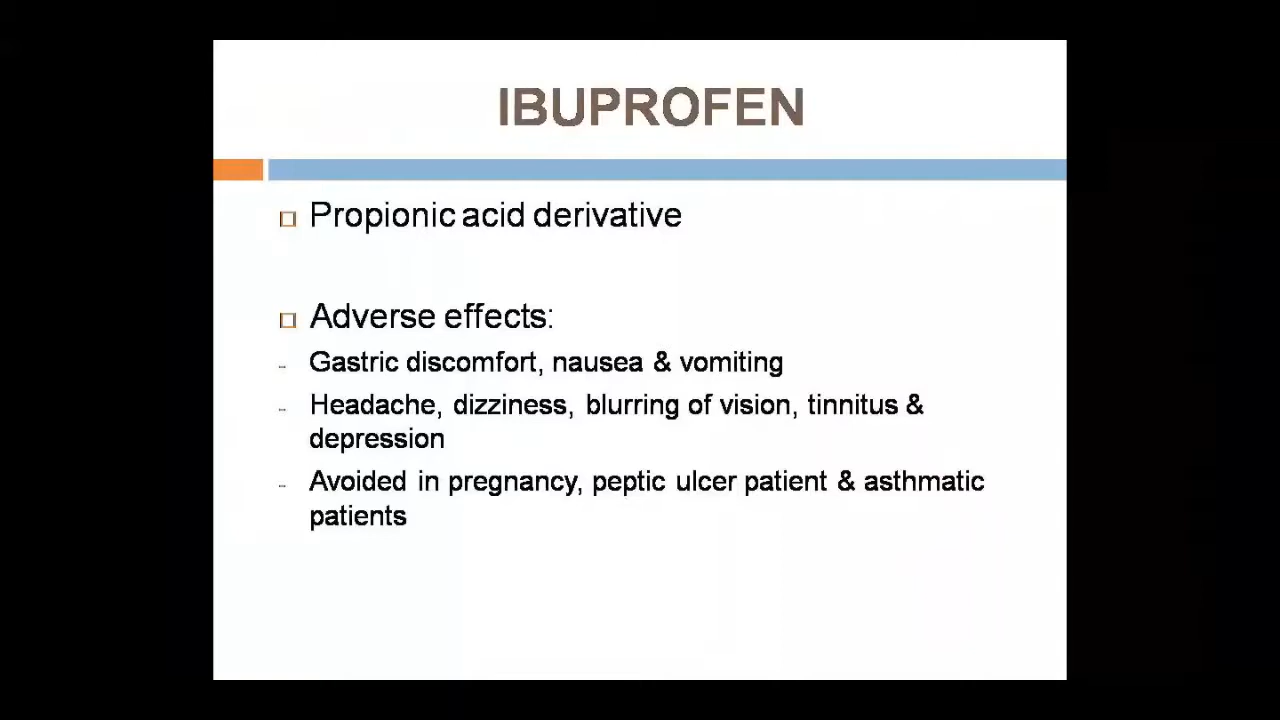 IBUPROFEN
Propionic acid derivative
Adverse effects:
- Gastric discomfort, nausea & vomiting
- Headache, dizziness, blurring of vision, tinnitus &
depression
- Avoided in pregnancy, peptic ulcer patient & asthmatic
patients